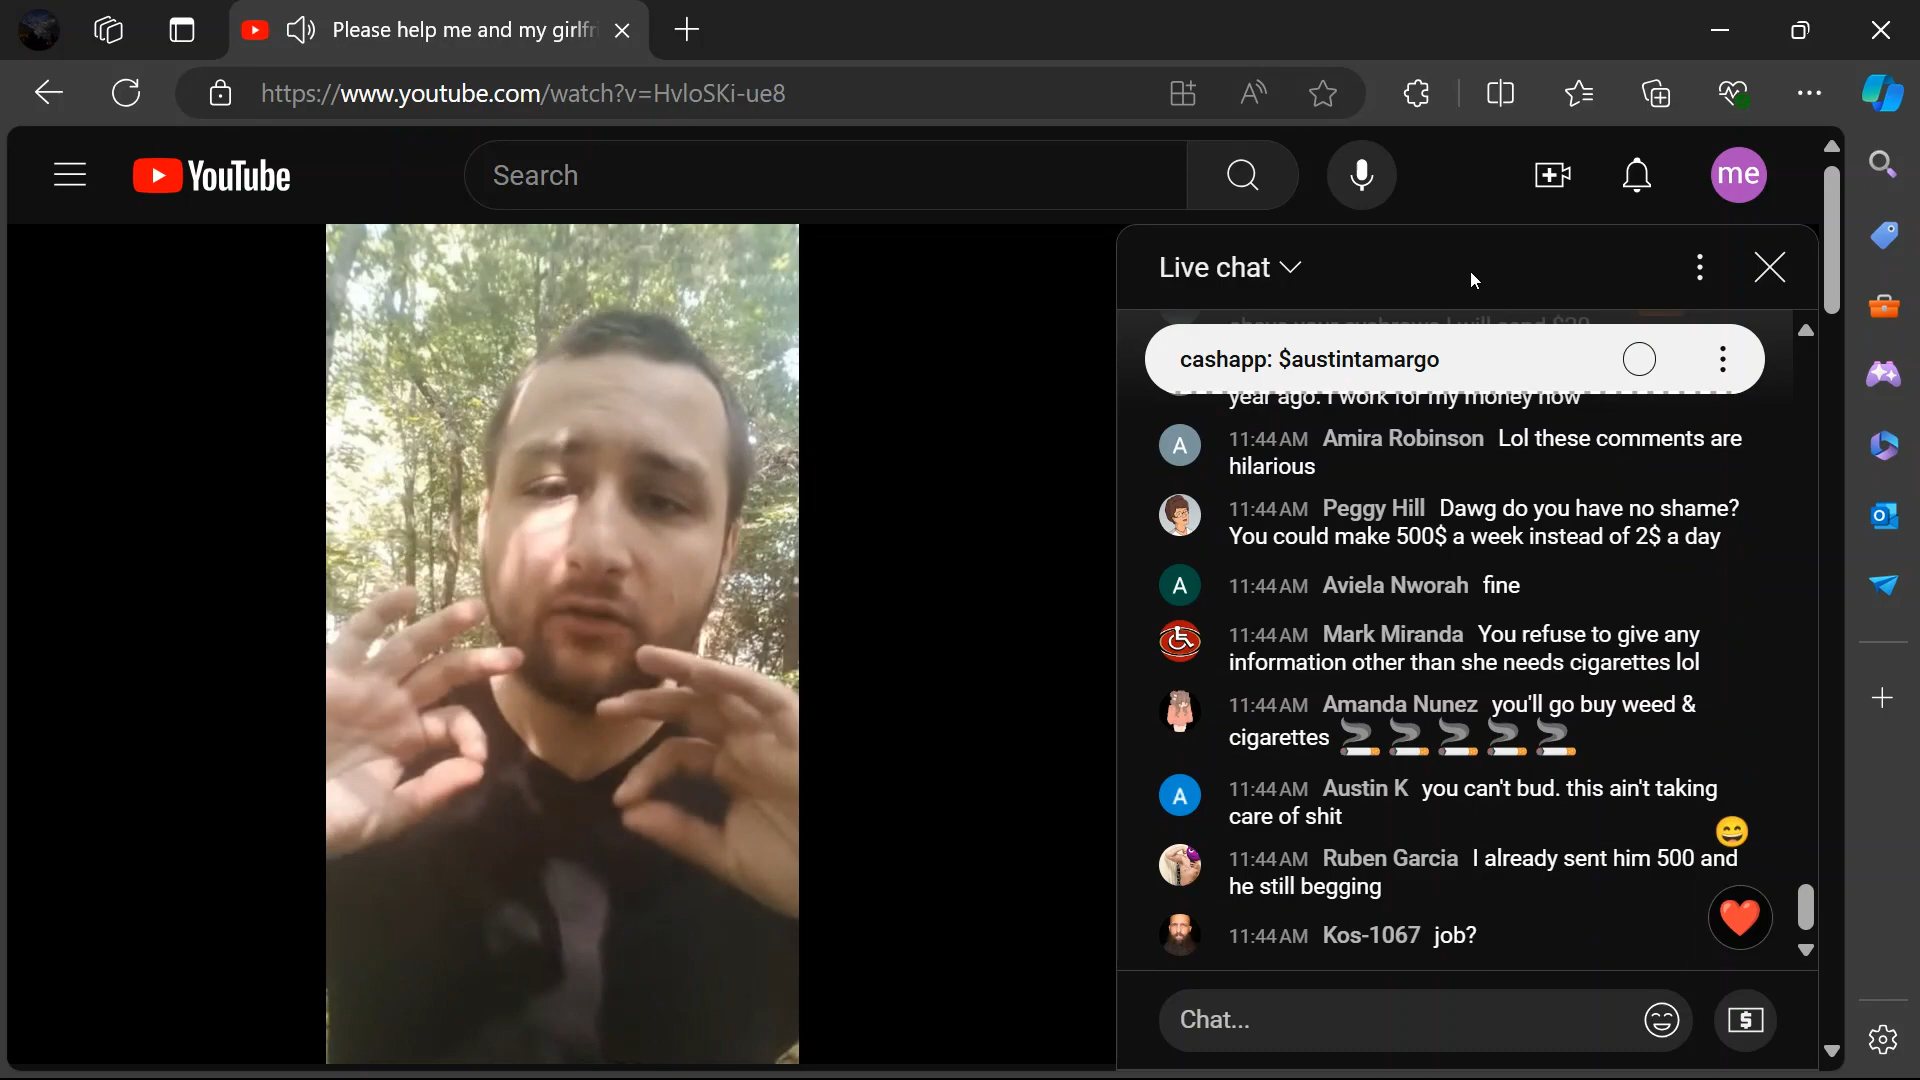 Please help me and my girlfri
https://www.youtube.com/watch?v=HvIoSKi-ue8
YouTube
Search
me
Live chat
cashapp: $austintamargo
year ago. I work for my money now
11:44 AM Amira Robinson Lol these comments are
hilarious
11:44 AM Peggy Hill Dawg do you have no shame?
You could make 500$ a week instead of 2$ a day
A 11:44 AM Aviela Nworah fine
11:44 AM Mark Miranda You refuse to give any
information other than she needs cigarettes lol
11:44 AM Amanda Nunez you'll go buy weed &
cigarettes 🚬🚬🚬🚬🚬
A 11:44 AM Austin K you can't bud. this ain't taking
care of shit
11:44 AM Ruben Garcia I already sent him 500 and
he still begging
11:44 AM Kos-1067 job?
Chat...